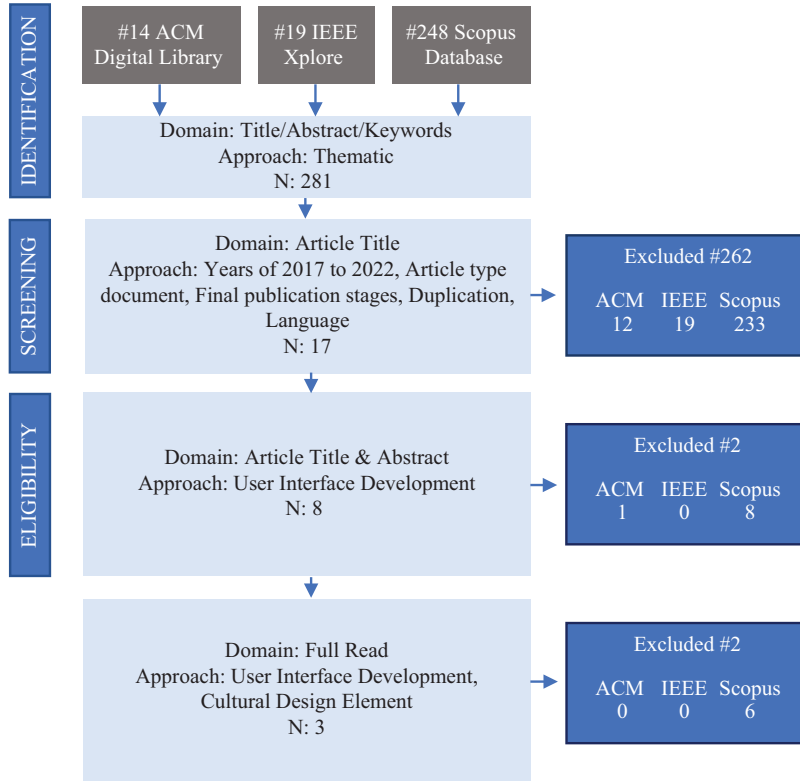 IDENTIFICATION
#14 ACM
Digital Library
#19 IEEE
Xplore
#248 Scopus
Database
Domain: Title/Abstract/Keywords
Approach: Thematic
N: 281
SCREENING
Domain: Article Title
Approach: Years of 2017 to 2022, Article type
document, Final publication stages, Duplication,
Language
N: 17
Excluded #262
ACM IEEE Scopus
12 19 233
ELIGIBILITY
Domain: Article Title & Abstract
Approach: User Interface Development
N: 8
Excluded #2
ACM IEEE Scopus
1 0 8
Domain: Full Read
Approach: User Interface Development,
Cultural Design Element
N: 3
Excluded #2
ACM IEEE Scopus
0 0 6